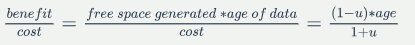 benefit/cost = free space generated *age of data/cost = (1−u)*age/1+u